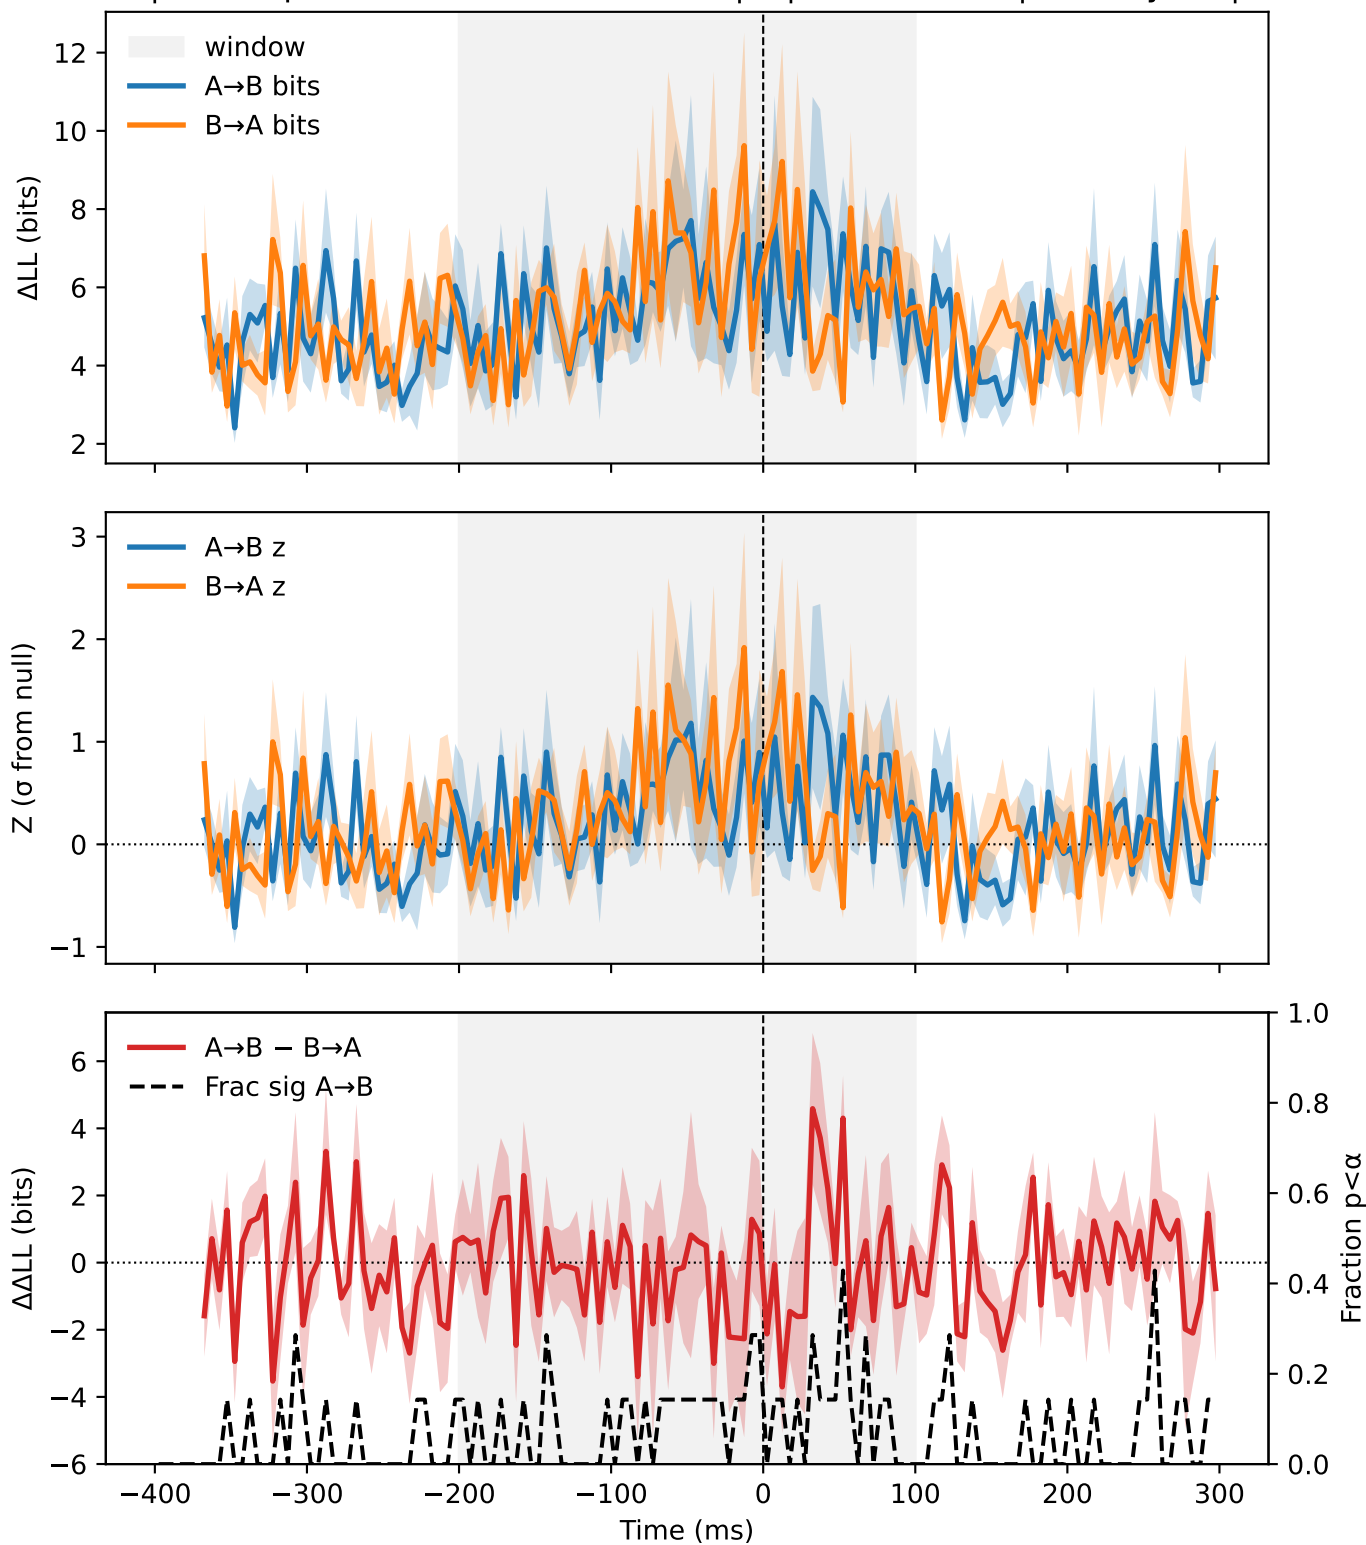 window
A→B bits
B→A bits
ΔLL (bits)
12
10
8
6
4
2
A→B z
B→A z
Z (σ from null)
3
2
1
0
−1
A→B − B→A
Frac sig A→B
ΔΔLL (bits)
6
4
2
0
−2
−4
−6
1.0
0.8
0.6
0.4
0.2
0.0
Fraction p<α
−400
−300
−200
−100
0
100
200
300
Time (ms)